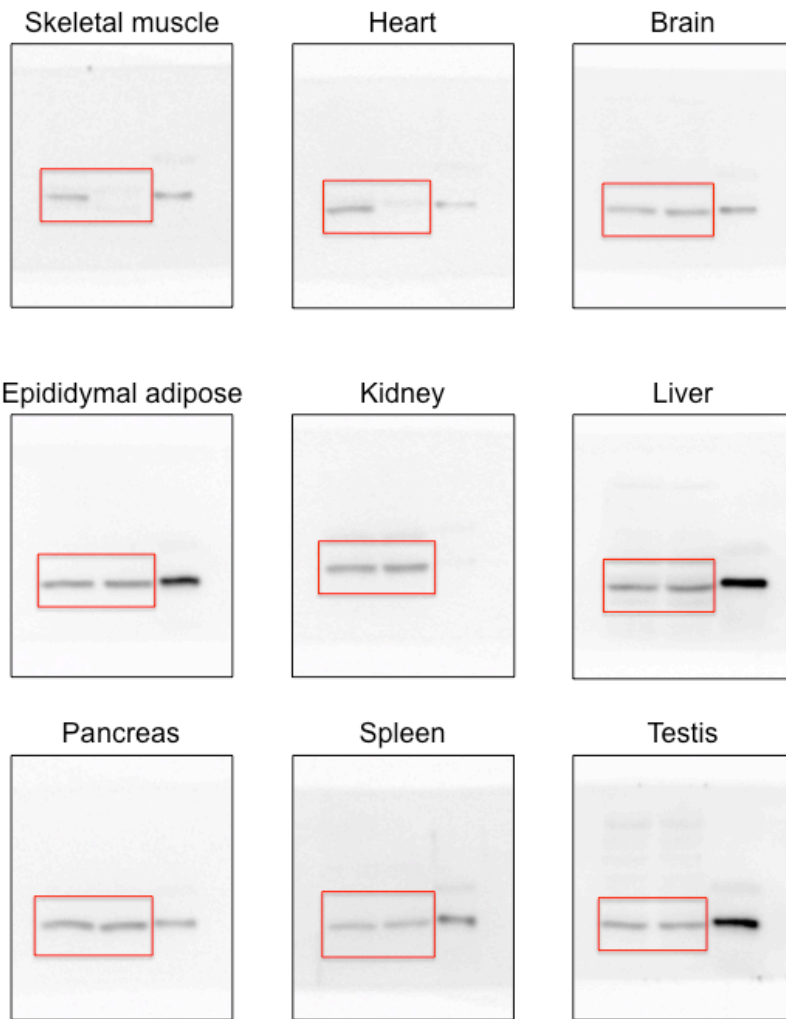 Skeletal muscle
Heart
Brain
Epididymal adipose
Kidney
Liver
Pancreas
Spleen
Testis